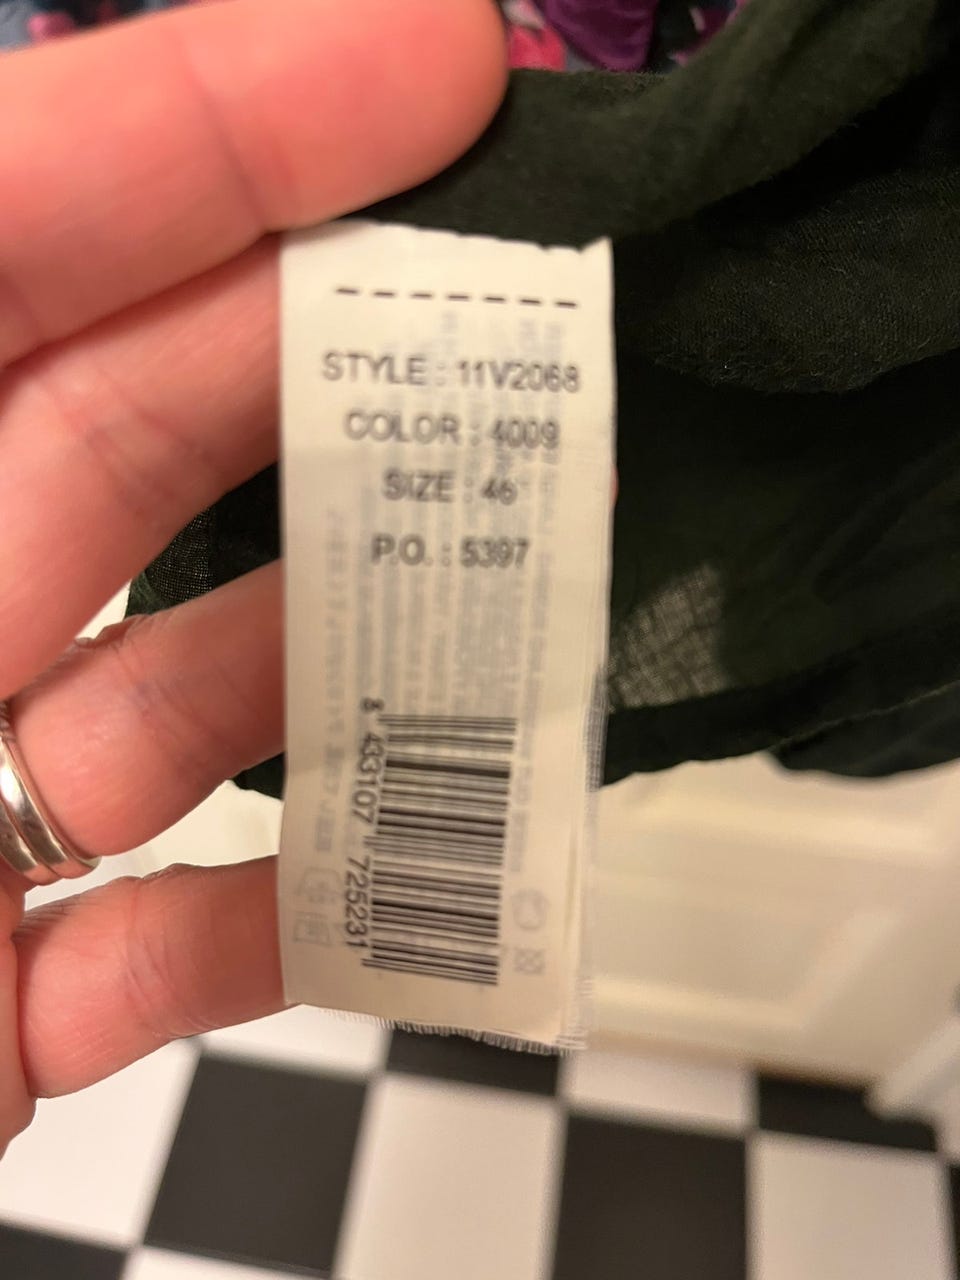 STYLE : 11V2068
COLOR : 4009
SIZE : 46
P.O. : 5397
8 433107 725231